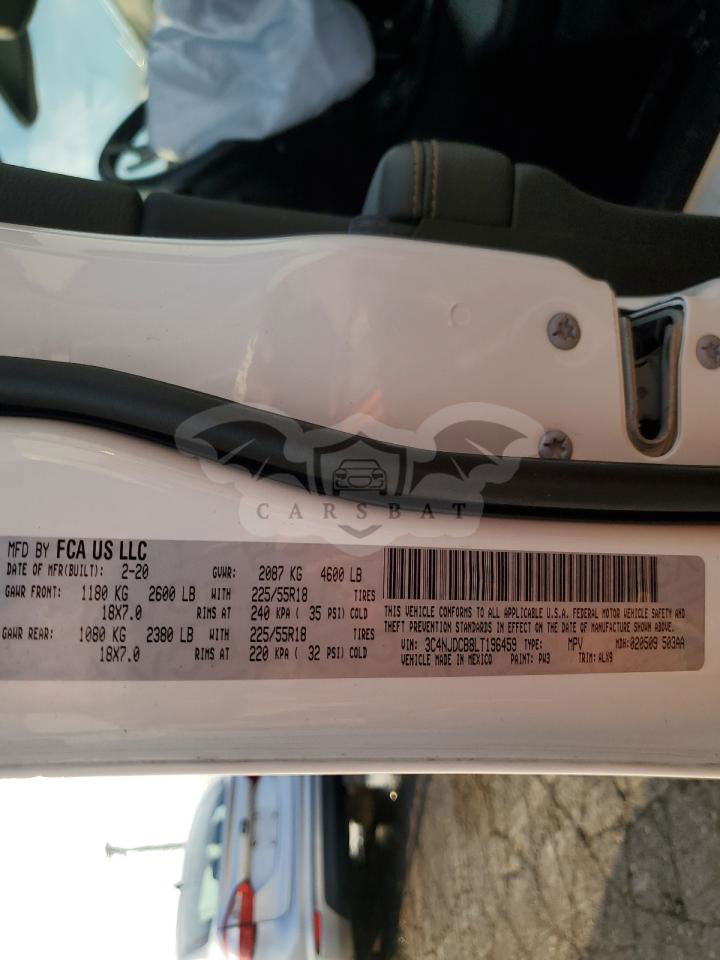 CARSBAT
MFD BY FCA US LLC
DATE OF MFR(BUILT): 2-20 GVWR: 2087 KG 4600 LB
GAWR FRONT: 1180 KG 2600 LB WITH 225/55R18 TIRES
18X7.0 RIMS AT 240 KPA ( 35 PSI) COLD
GAWR REAR: 1080 KG 2380 LB WITH 225/55R18 TIRES
18X7.0 RIMS AT 220 KPA ( 32 PSI) COLD
THIS VEHICLE CONFORMS TO ALL APPLICABLE U.S.A. FEDERAL MOTOR VEHICLE SAFETY AND
THEFT PREVENTION STANDARDS IN EFFECT ON THE DATE OF MANUFACTURE SHOWN ABOVE.
VIN: 3C4NJDCB8LT196459 TYPE: MPV MDH:020509 503AA
VEHICLE MADE IN MEXICO PAINT: PW3 TRIM: ALX9